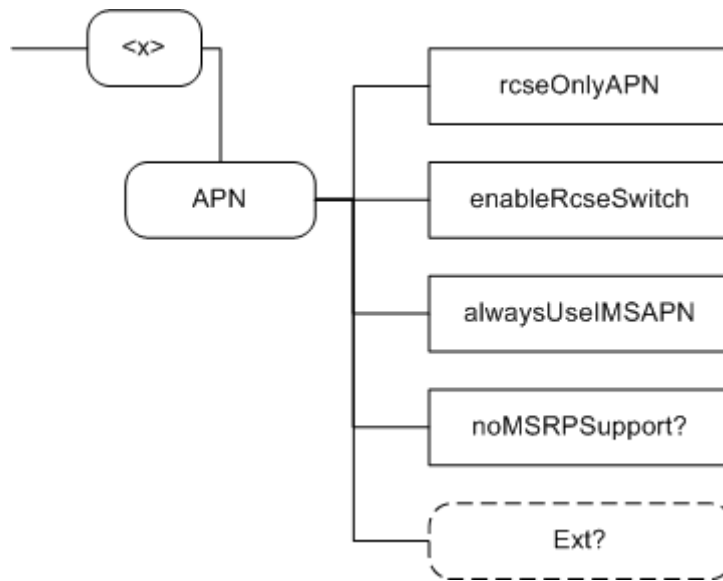 <x>
rcseOnlyAPN
APN
enableRcseSwitch
alwaysUseIMSAPN
noMSRPSupport?
Ext?